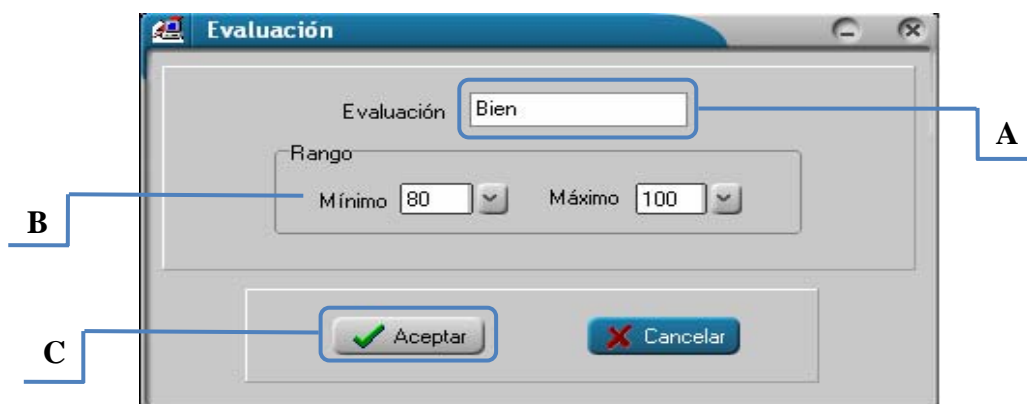 Evaluación
Evaluación Bien
A
Rango
Mínimo 80 Máximo 100
B
Aceptar Cancelar
C